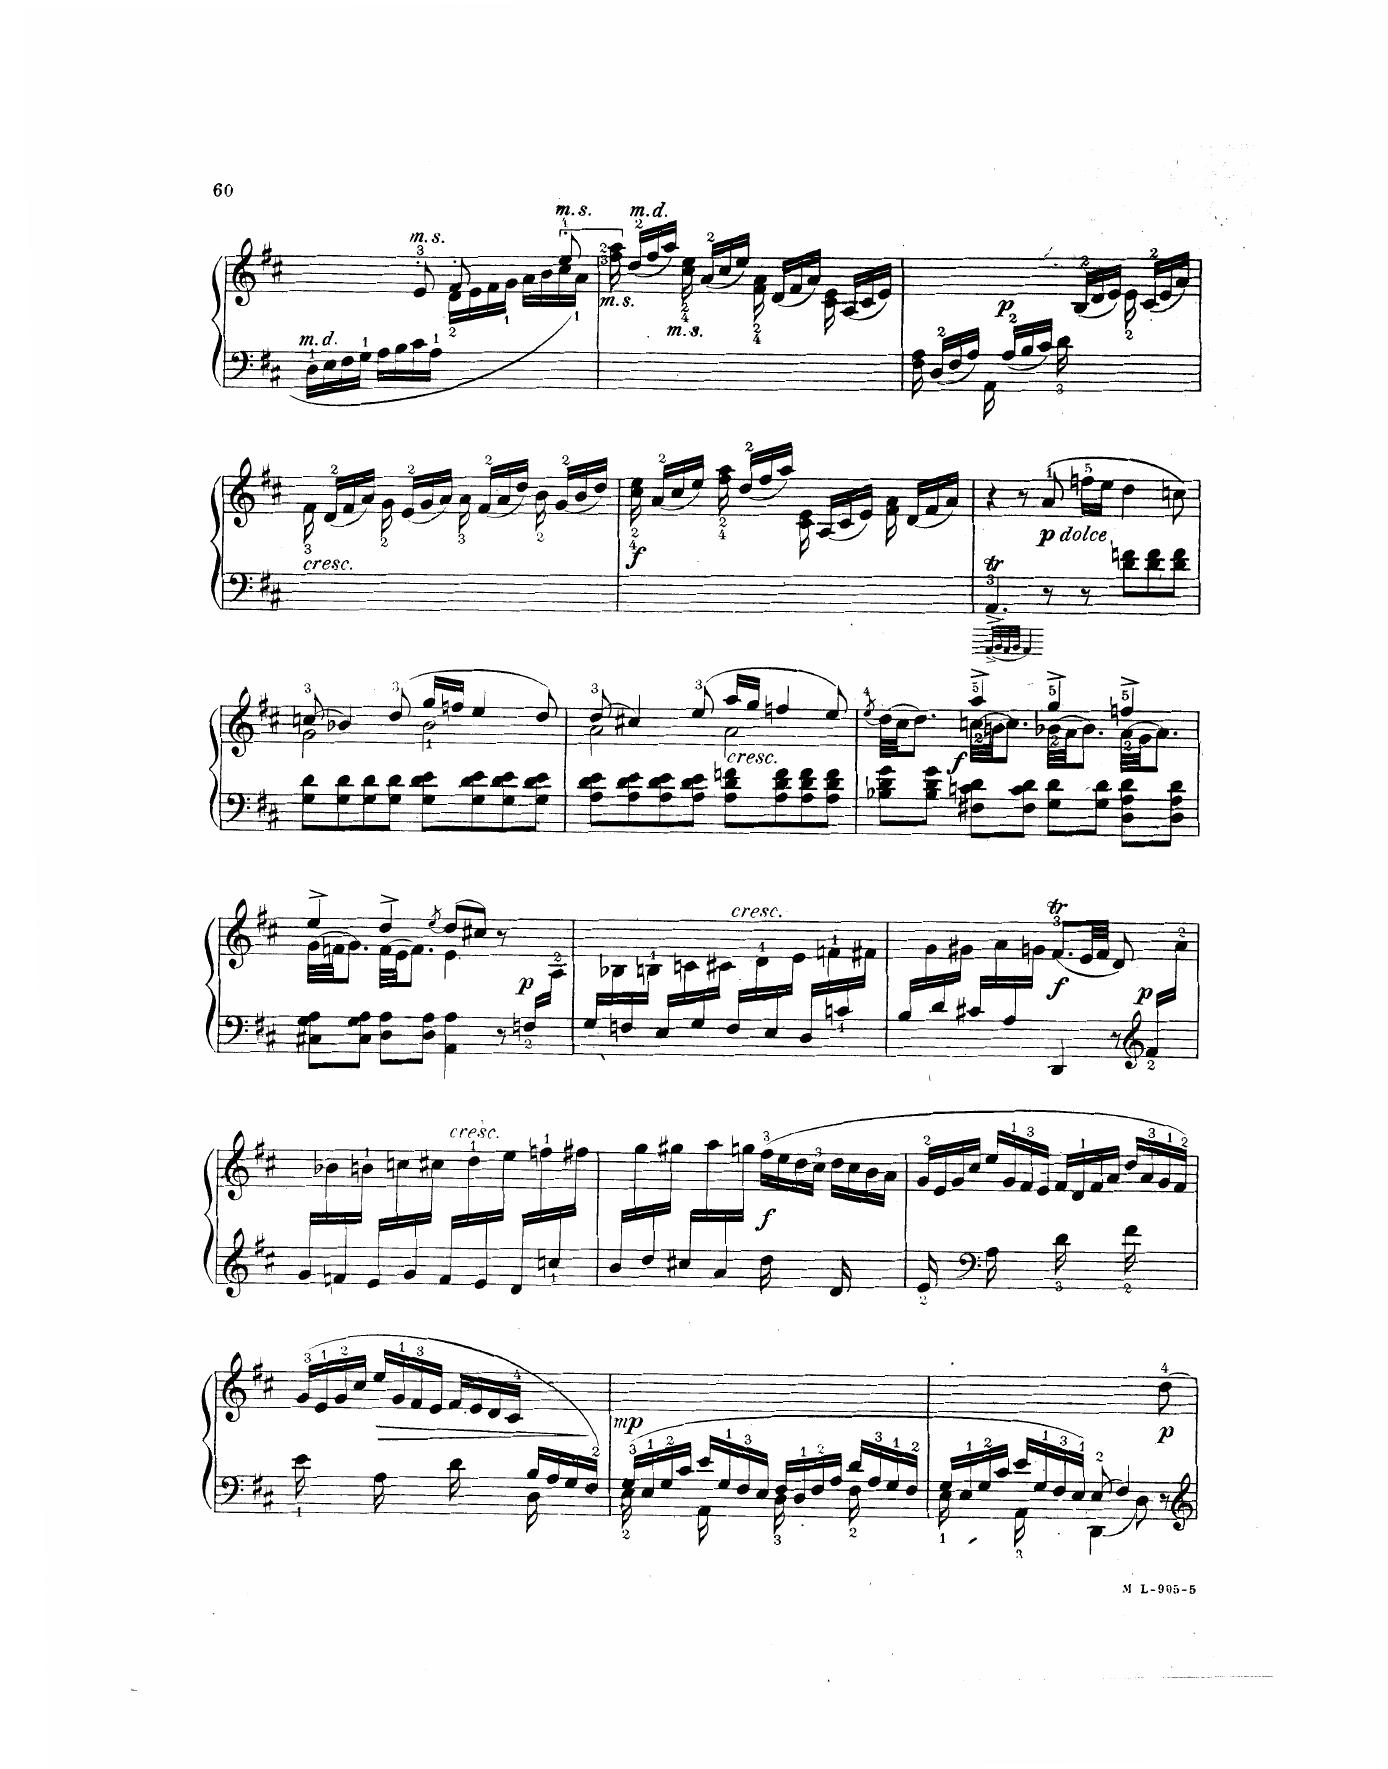 60
m.s. m.s. m.d.
m.s.
m.s. p
m.d.
cresc. f p dolce
tr
cresc. f
cresc. tr
p f p
cresc.
f
mp p
M L-905-5